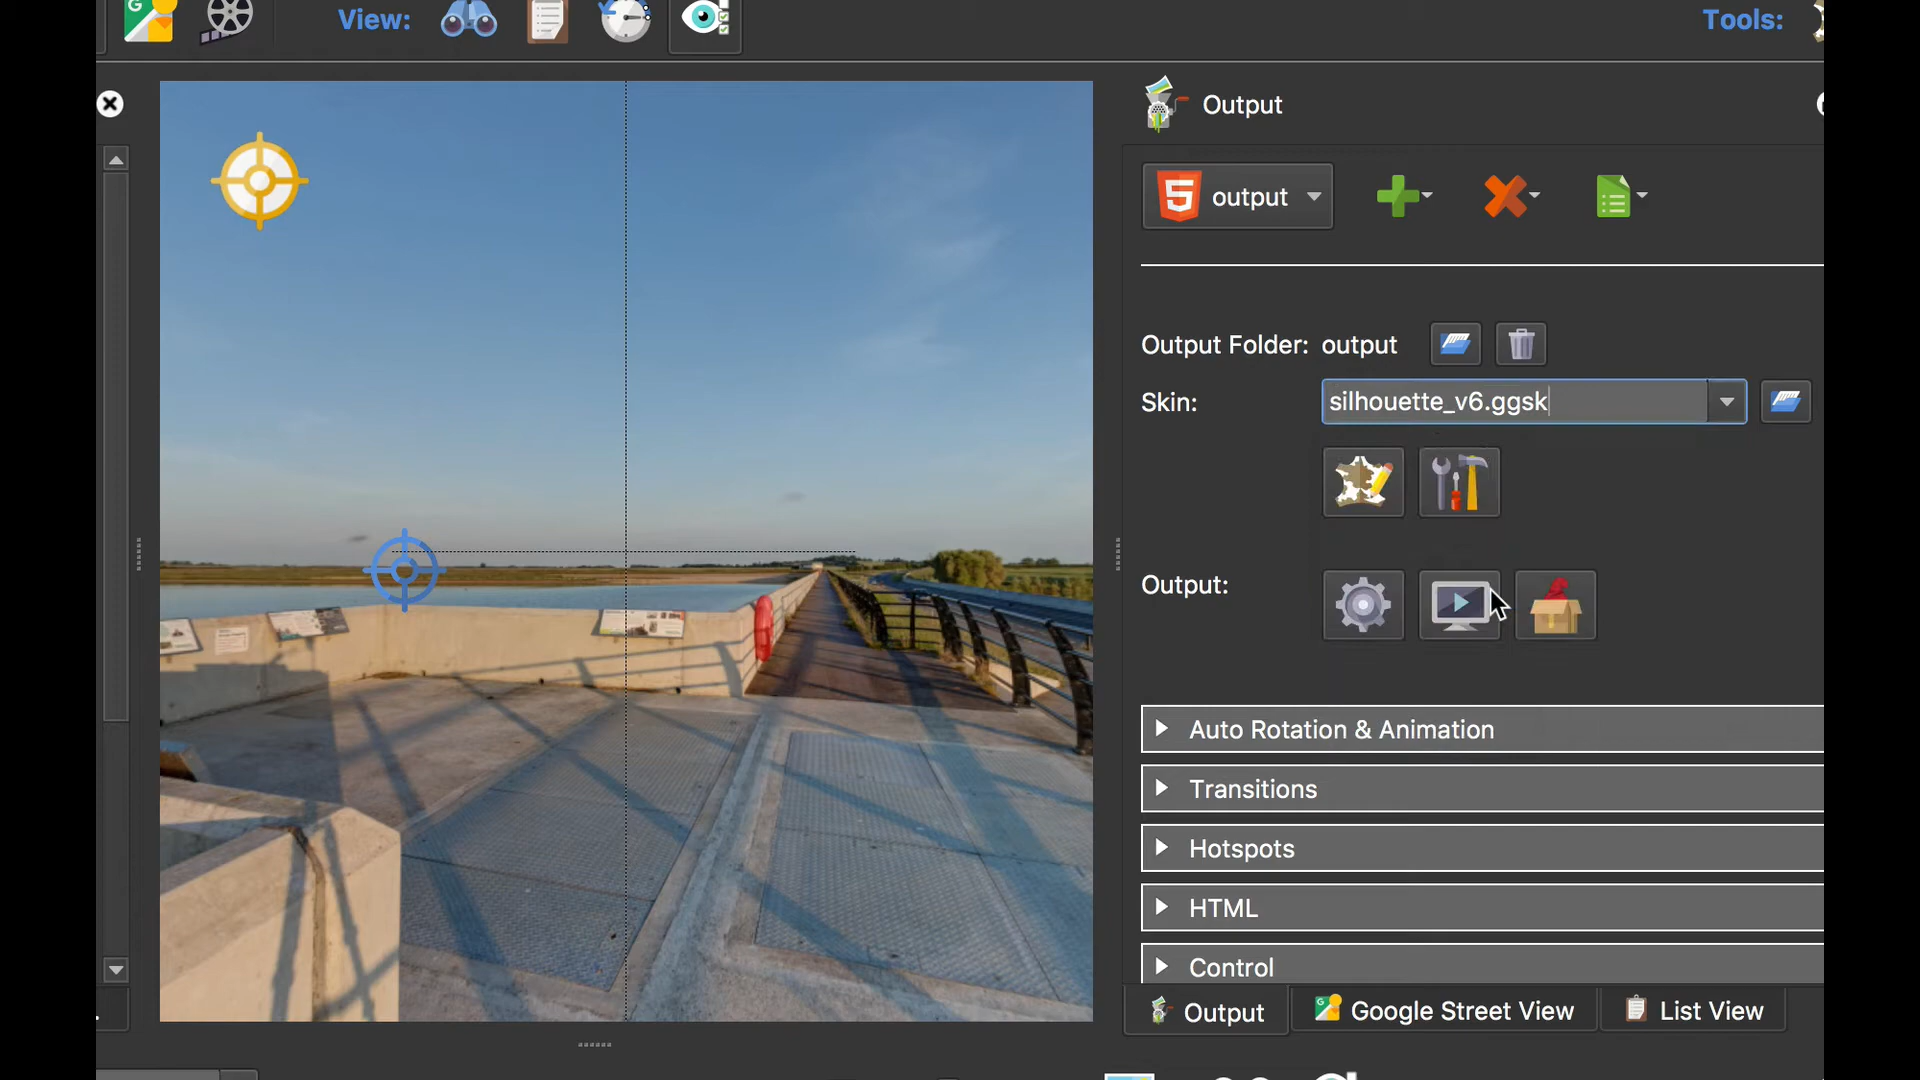 View:
Tools:
Output
output
Output Folder: output
Skin: silhouette_v6.ggsk
Output:
Auto Rotation & Animation
Transitions
Hotspots
HTML
Control
Output
Google Street View
List View